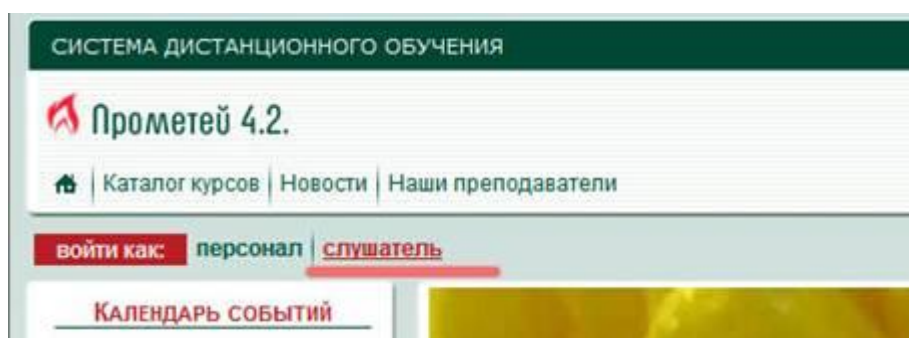 СИСТЕМА ДИСТАНЦИОННОГО ОБУЧЕНИЯ
Прометей 4.2.
Каталог курсов | Новости | Наши преподаватели
войти как: персонал | слушатель
Календарь событий